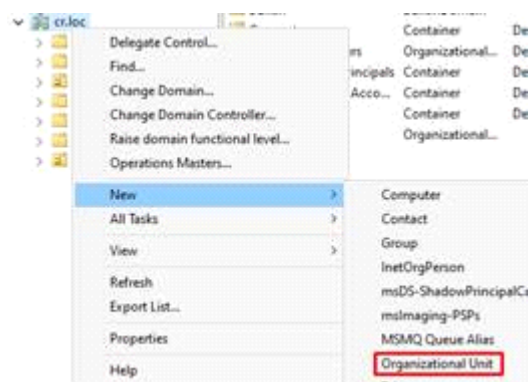 cr.loc
Delegate Control...
Find...
Change Domain...
Change Domain Controller...
Raise domain functional level...
Operations Masters...
New
All Tasks
View
Refresh
Export List...
Properties
Help
Container
Organizational...
Container
Container
Container
Organizational...
Acco...
Computer
Contact
Group
InetOrgPerson
msDS-ShadowPrincipalCo
msImaging-PSPs
MSMQ Queue Alias
Organizational Unit